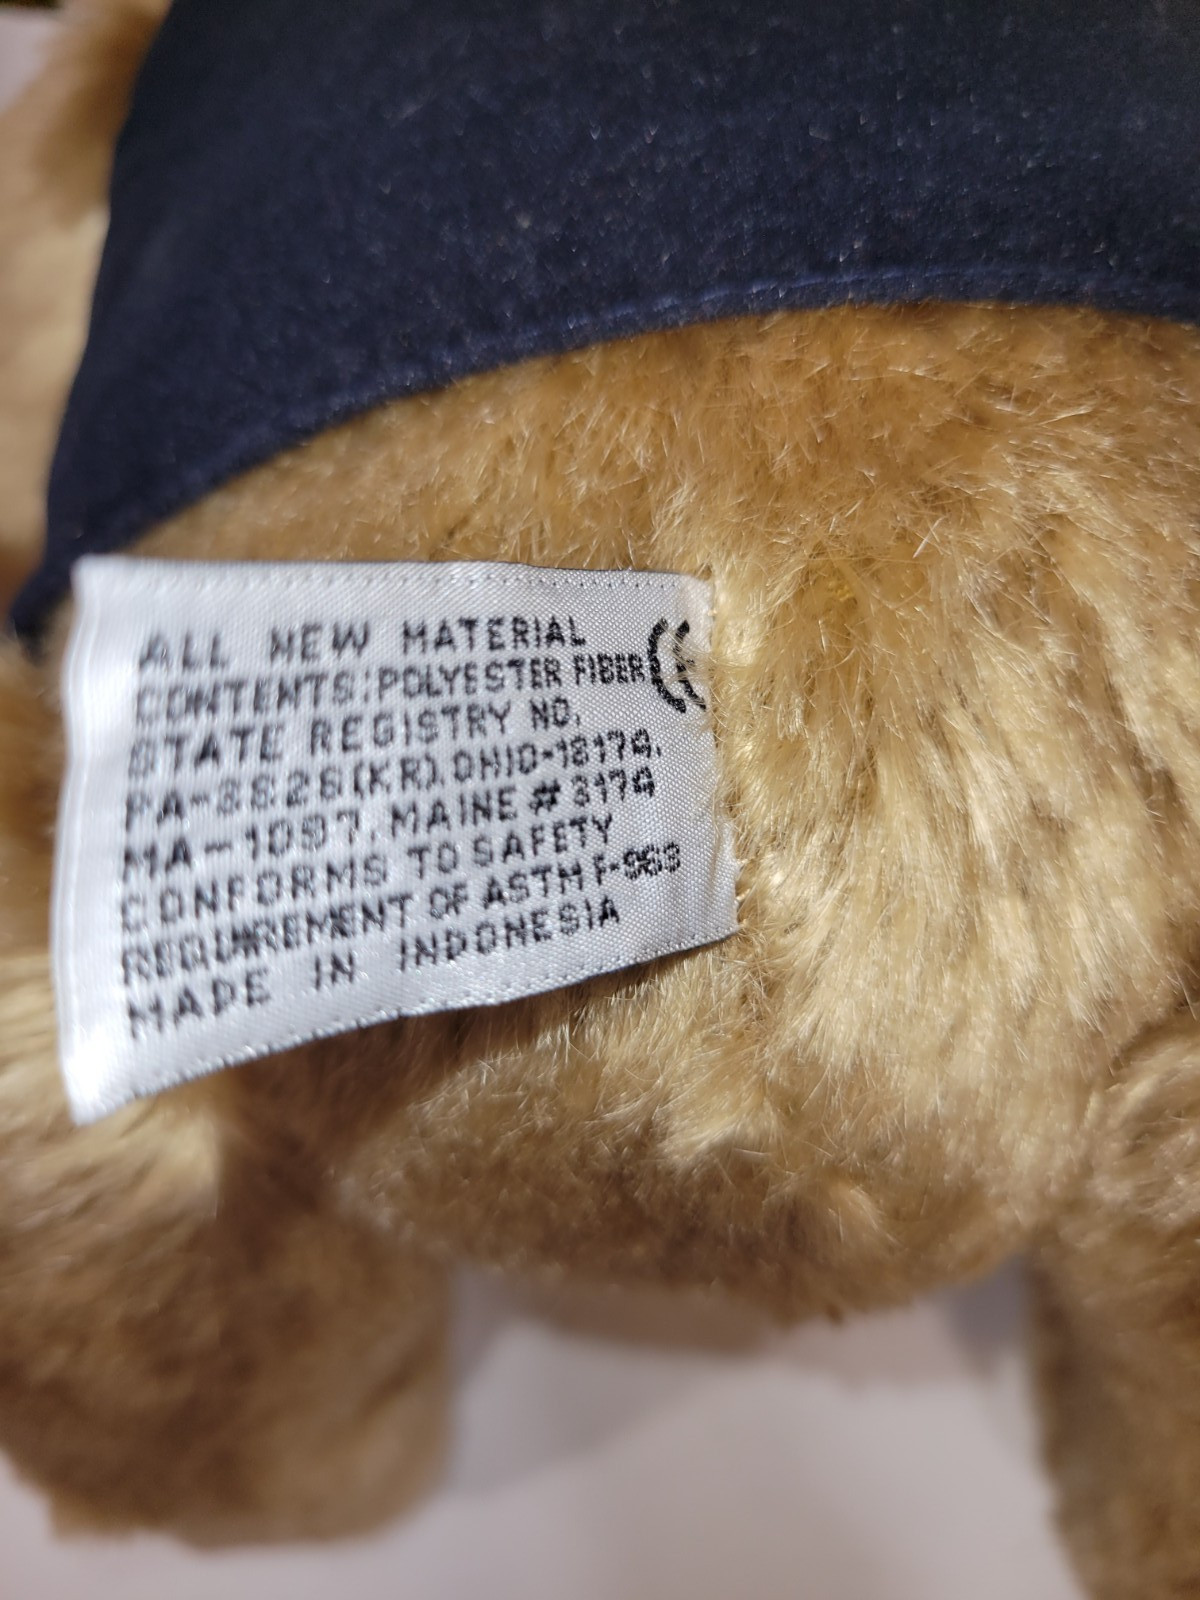 ALL NEW MATERIAL
CONTENTS:POLYESTER FIBER
STATE REGISTRY NO.
PA-8828(KR).OHIO-18174.
MA-1097. MAINE # 3174
CONFORMS TO SAFETY
REQUIREMENT OF ASTM F-963
MADE IN INDONESIA